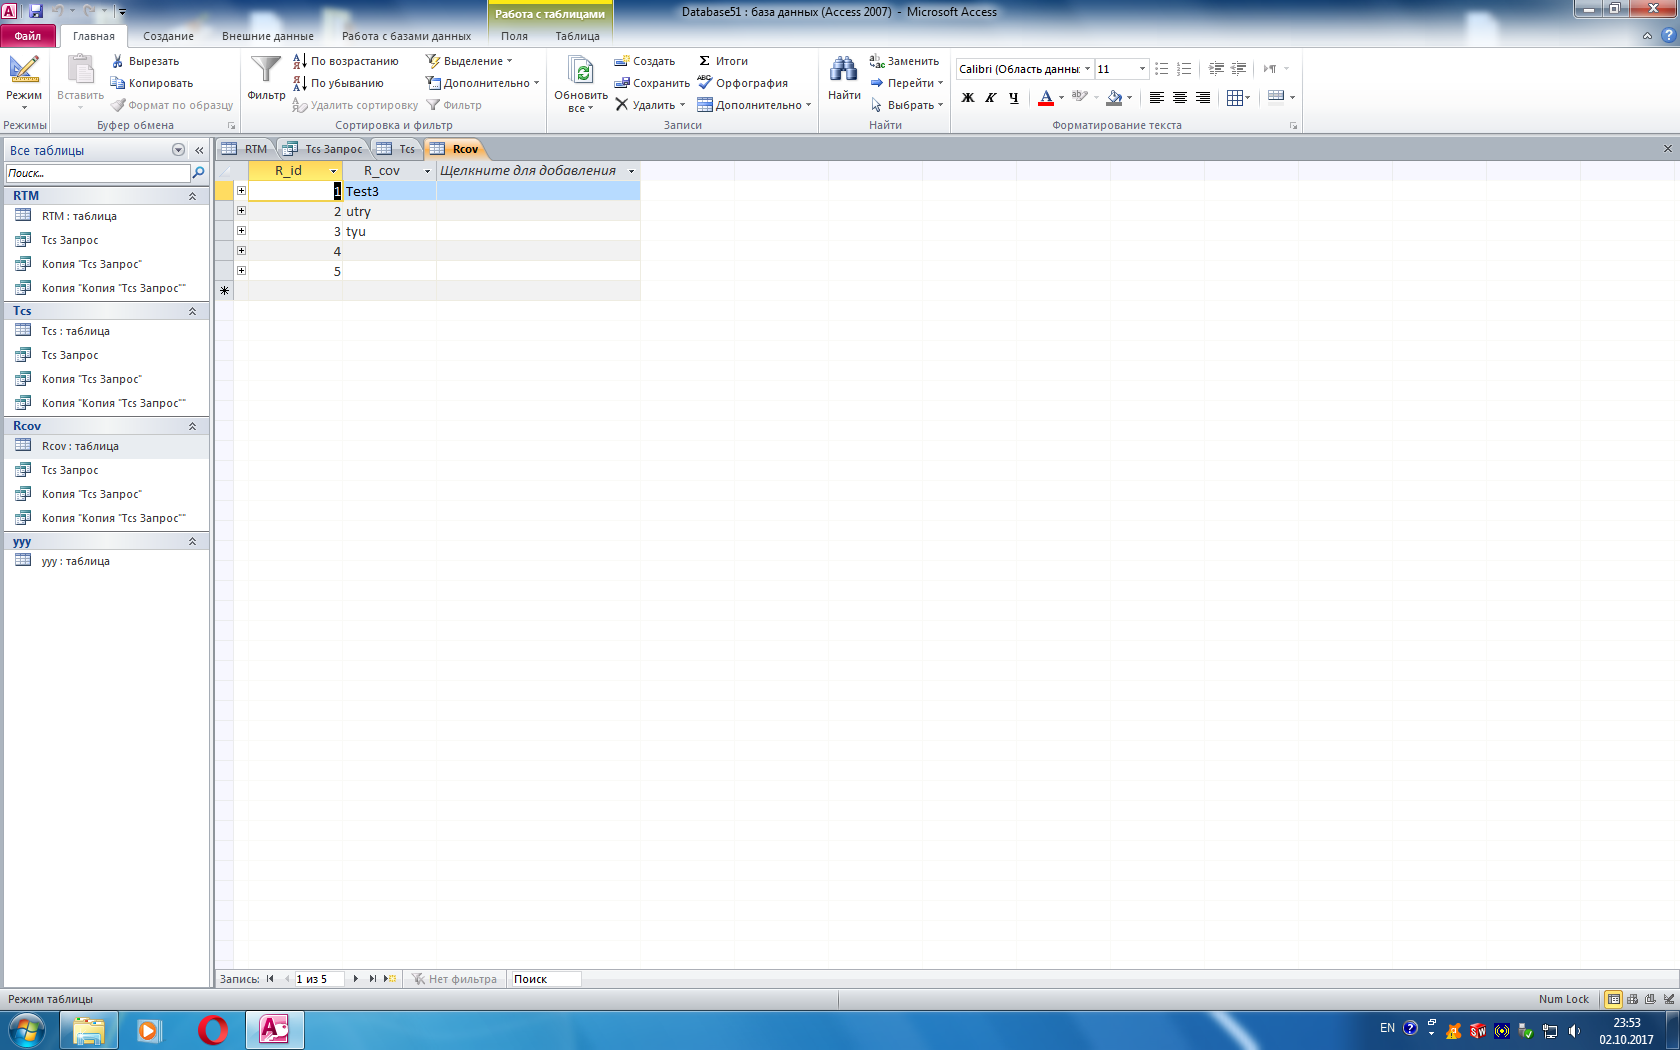 Работа с таблицами
Database51 : база данных (Access 2007) - Microsoft Access
Файл Главная Создание Внешние данные Работа с базами данных Поля Таблица
Режим
Режимы
Вставить
Вырезать
Копировать
Формат по образцу
Буфер обмена
Фильтр
По возрастанию
По убыванию
Удалить сортировку
Выделение
Дополнительно
Фильтр
Сортировка и фильтр
Обновить
все
Создать
Сохранить
Удалить
Итоги
Орфография
Дополнительно
Записи
Найти
Заменить
Перейти
Выбрать
Найти
Calibri (Область данны 11
Ж К Ч
Форматирование текста
Все таблицы
Поиск...
RTM
RTM : таблица
Tcs Запрос
Копия "Tcs Запрос"
Копия "Копия "Tcs Запрос""
Tcs
Tcs : таблица
Tcs Запрос
Копия "Tcs Запрос"
Копия "Копия "Tcs Запрос""
Rcov
Rcov : таблица
Tcs Запрос
Копия "Tcs Запрос"
Копия "Копия "Tcs Запрос""
yyy
yyy : таблица
RTM Tcs Запрос Tcs Rcov
R_id R_cov Щелкните для добавления
1 Test3
2 utry
3 tyu
4
5
Запись: 1 из 5 Нет фильтра Поиск
Режим таблицы
Num Lock
EN
23:53
02.10.2017